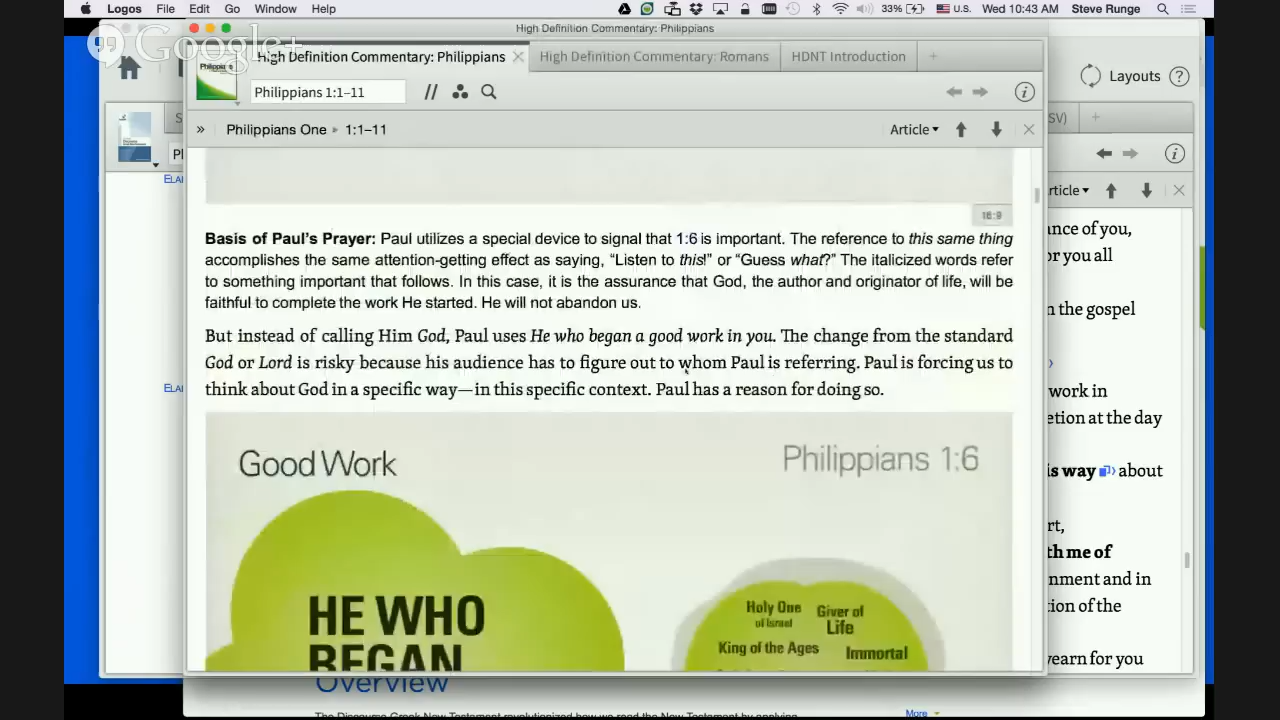 Logos File Edit Go Window Help 33% U.S. Wed 10:43 AM Steve Runge
Google+
High Definition Commentary: Philippians
High Definition Commentary: Philippians High Definition Commentary: Romans HDNT Introduction
Layouts
SV)
Philippians 1:1–11
Philippians One 1:1–11 Article
rticle
16:9
Basis of Paul's Prayer: Paul utilizes a special device to signal that 1:6 is important. The reference to this same thing
accomplishes the same attention-getting effect as saying, “Listen to this!” or “Guess what?” The italicized words refer
to something important that follows. In this case, it is the assurance that God, the author and originator of life, will be
faithful to complete the work He started. He will not abandon us.
But instead of calling Him God, Paul uses He who began a good work in you. The change from the standard
God or Lord is risky because his audience has to figure out to whom Paul is referring. Paul is forcing us to
think about God in a specific way—in this specific context. Paul has a reason for doing so.
Good Work Philippians 1:6
HE WHO
BEGAN
Holy One
of Israel
Giver of
Life
King of the Ages
Immortal
ance of you,
or you all
n the gospel
work in
etion at the day
is way about
rt,
th me of
nment and in
tion of the
yearn for you
Overview
More